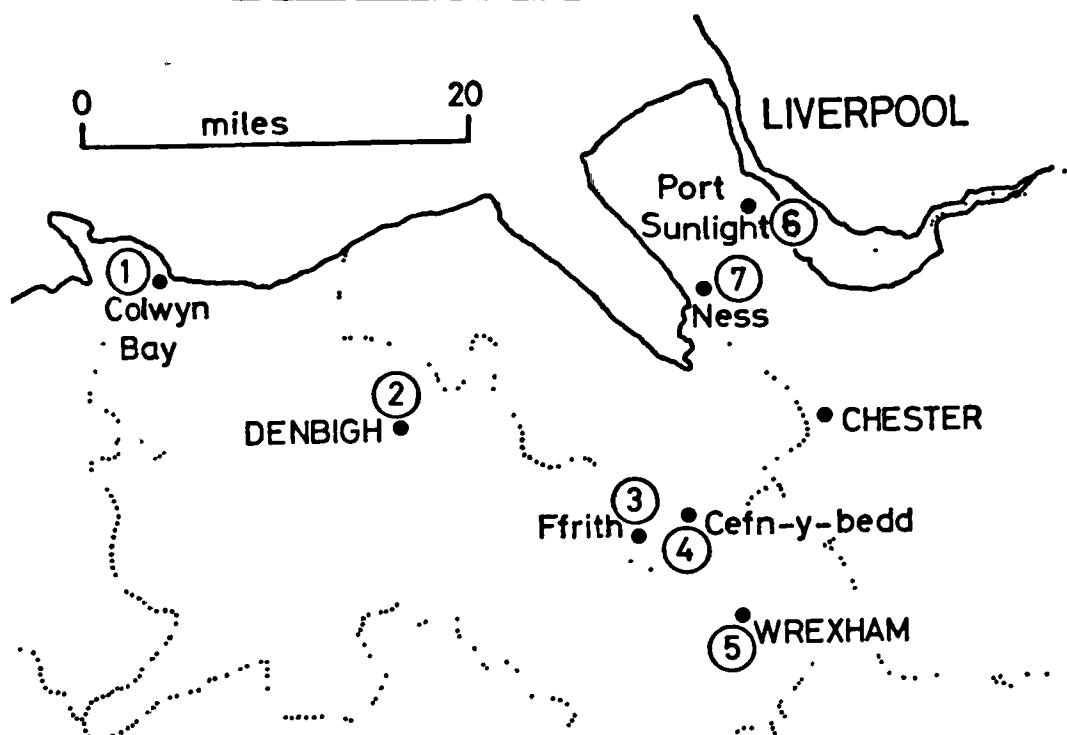 0 20
miles
LIVERPOOL
Port
Sunlight 6
7
Ness
1
Colwyn
Bay
2
DENBIGH
CHESTER
3
Ffrith
Cefn-y-bedd
4
WREXHAM
5